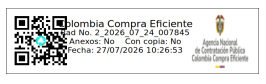 Colombia Compra Eficiente
Rad No. 2_2026_07_24_007845
Anexos: No Con copia: No
Fecha: 27/07/2026 10:26:53
Agencia Nacional
de Contratación Pública
Colombia Compra Eficiente